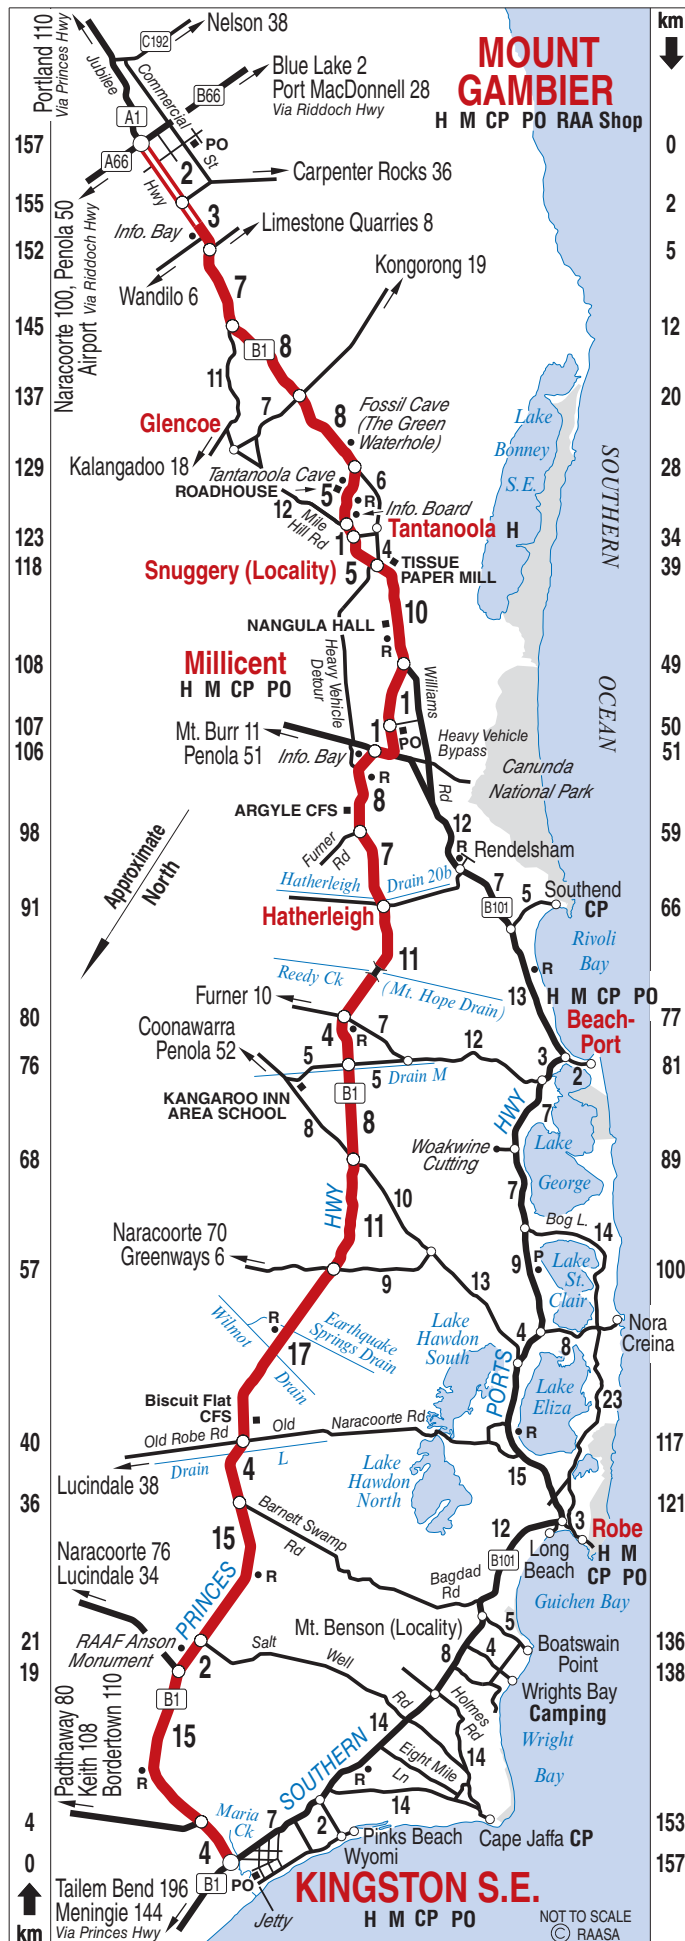 km
Portland 110
Via Princes Hwy
Jubilee
C192
Nelson 38
Commercial St
B66
Blue Lake 2
Port MacDonnell 28
Via Riddoch Hwy
MOUNT
GAMBIER
H M CP PO RAA Shop
A1
157
PO
0
A66
Hwy
2
Carpenter Rocks 36
155
2
3
Info. Bay
Limestone Quarries 8
152
5
Naracoorte 100, Penola 50
Airport Via Riddoch Hwy
Wandilo 6
7
Kongorong 19
145
12
B1
8
11
137
20
7
Glencoe
8
Fossil Cave
(The Green
Waterhole)
Lake
Bonney
S.E.
Kalangadoo 18
129
28
Tantanoola Cave
ROADHOUSE
5
6
R
12
Mile
Hill Rd
Info. Board
Tantanoola H
123
34
1
4
118
39
Snuggery (Locality)
5
TISSUE
PAPER MILL
SOUTHERN
OCEAN
10
NANGULA HALL
R
Millicent
H M CP PO
Heavy Vehicle
Detour
108
49
Williams
Rd
1
107
50
PO
Mt. Burr 11
Penola 51
1
106
51
Info. Bay
Heavy Vehicle
Bypass
R
Canunda
National Park
8
ARGYLE CFS
12
98
59
Furner
Rd
R
Rendelsham
7
Hatherleigh
Drain 20b
7
5
Southend
CP
B101
91
66
Hatherleigh
Rivoli
Bay
Approximate
North
11
Reedy Ck
(Mt. Hope Drain)
R
13
H M CP PO
Furner 10
Beach-
Port
80
77
4
R
7
12
Coonawarra
Penola 52
3
2
76
81
5
5
Drain M
B1
KANGAROO INN
AREA SCHOOL
HWY
7
8
8
Woakwine
Cutting
Lake
George
68
89
10
7
HWY
11
Bog L.
14
Naracoorte 70
Greenways 6
9
P
Lake
St.
Clair
57
100
9
13
Wilmot
Drain
R
Earthquake
Springs Drain
Lake
Hawdon
South
4
8
Nora
Creina
17
PORTS
Lake
Eliza
23
Biscuit Flat
CFS
Old Robe Rd
Old
Naracoorte Rd
R
40
117
Drain
L
Lucindale 38
4
Lake
Hawdon
North
15
36
121
Barnett Swamp
Rd
12
3
Robe
H M
CP PO
15
B101
Long
Beach
Naracoorte 76
Lucindale 34
R
Bagdad
Rd
Guichen Bay
PRINCES
Mt. Benson (Locality)
5
21
136
RAAF Anson
Monument
Salt
Well
Rd
4
Boatswain
Point
2
8
19
138
B1
Wrights Bay
Camping
Holmes
Rd
Padthaway 80
Keith 108
Bordertown 110
15
14
Wright
Bay
Eight Mile
Ln
14
R
R
SOUTHERN
14
Maria
Ck
7
2
4
153
Cape Jaffa CP
Pinks Beach
Wyomi
4
0
157
B1
PO
KINGSTON S.E.
Tailem Bend 196
Meningie 144
Via Princes Hwy
Jetty
H M CP PO
NOT TO SCALE
© RAASA
km